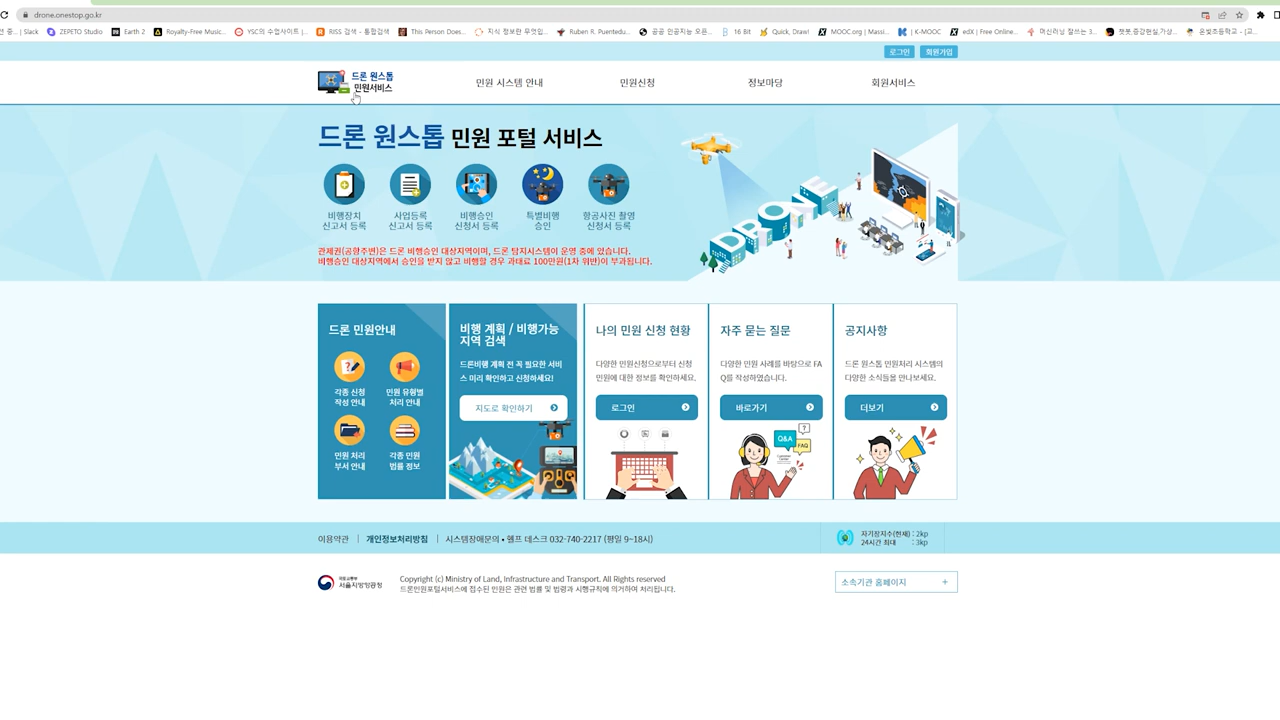 drone.onestop.go.kr
Slack
ZEPETO Studio
Earth 2
Royalty-Free Music...
YSC의 수업사이트 |...
RISS 검색 - 통합검색
This Person Does...
지식 정보란 무엇입...
Ruben R. Puentedu...
공공 인공지능 오픈...
16 Bit
Quick, Draw!
MOOC.org | Massi...
| K-MOOC
edX | Free Online...
머신러닝 잘쓰는 3...
챗봇,증강현실,가상...
은빛초등학교 - (교...
로그인
회원가입
드론 원스톱
민원서비스
민원 시스템 안내
민원신청
정보마당
회원서비스
드론 원스톱 민원 포털 서비스
비행장치
신고서 등록
사업등록
신고서 등록
비행승인
신청서 등록
특별비행
승인
항공사진 촬영
신청서 등록
관제권(공항주변)은 드론 비행승인 대상지역이며, 드론 탐지시스템이 운영 중에 있습니다.
비행승인 대상지역에서 승인을 받지 않고 비행할 경우 과태료 100만원(1차 위반)이 부과됩니다.
DRONE
드론 민원안내
각종 신청
작성 안내
민원 유형별
처리 안내
민원 처리
부서 안내
각종 민원
법률 정보
비행 계획 / 비행가능
지역 검색
드론비행 계획 전 꼭 필요한 서비
스 미리 확인하고 신청하세요!
지도로 확인하기
나의 민원 신청 현황
다양한 민원신청으로부터 신청
민원에 대한 정보를 확인하세요.
로그인
자주 묻는 질문
다양한 민원 사례를 바탕으로 FA
Q를 작성하였습니다.
바로가기
?
Q&A
FAQ
공지사항
드론 원스톱 민원처리 시스템의
다양한 소식들을 만나보세요.
더보기
이용약관
개인정보처리방침
시스템장애문의 • 헬프 데스크 032-740-2217 (평일 9~18시)
자기장지수(현재) : 2kp
24시간 최대 : 3kp
국토교통부
서울지방항공청
Copyright (c) Ministry of Land, Infrastructure and Transport. All Rights reserved
드론민원포털서비스에 접수된 민원은 관련 법률 및 법령과 시행규칙에 의거하여 처리됩니다.
소속기관 홈페이지 +